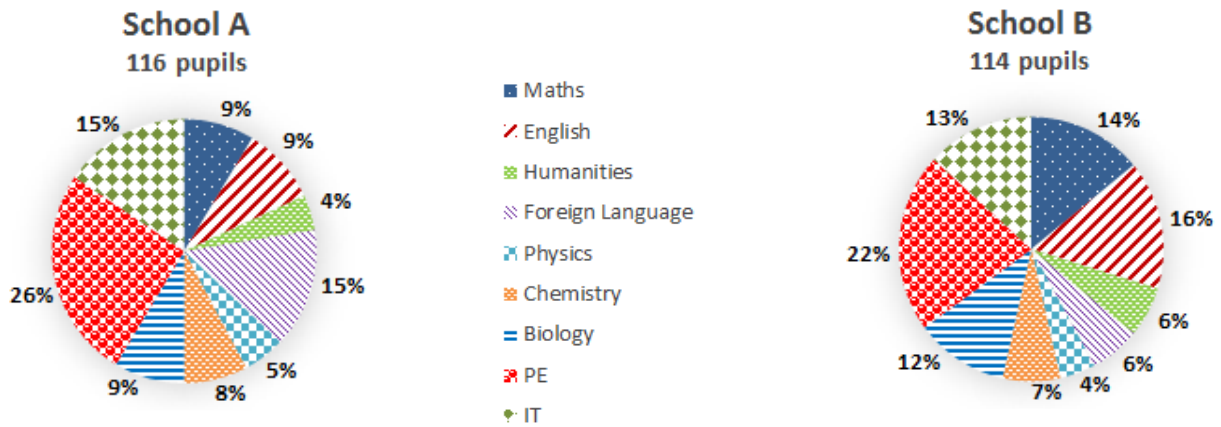 School A
116 pupils
9%
9%
4%
15%
5%
8%
9%
26%
15%
Maths
English
Humanities
Foreign Language
Physics
Chemistry
Biology
PE
IT
School B
114 pupils
14%
16%
6%
6%
4%
7%
12%
22%
13%